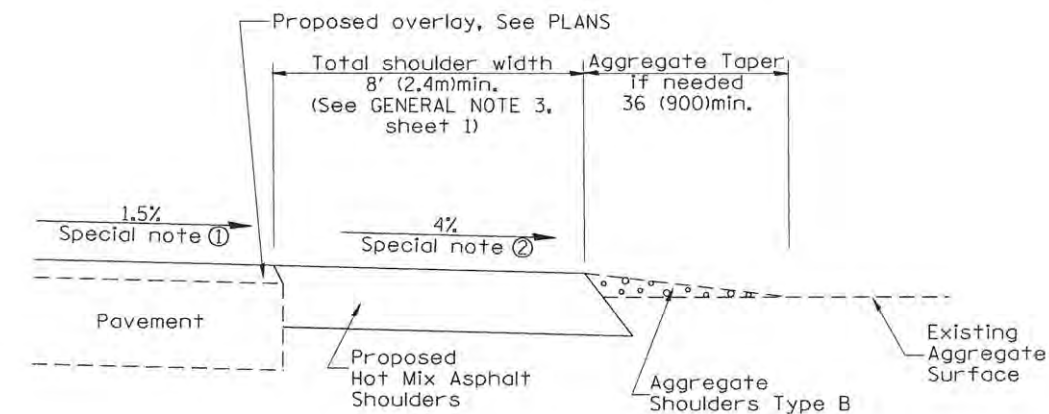 Proposed overlay, See PLANS
Total shoulder width
8' (2.4m)min.
(See GENERAL NOTE 3,
sheet 1)
Aggregate Taper
if needed
36 (900)min.
1.5%
Special note ①
4%
Special note ②
Pavement
Proposed
Hot Mix Asphalt
Shoulders
Aggregate
Shoulders Type B
Existing
Aggregate
Surface